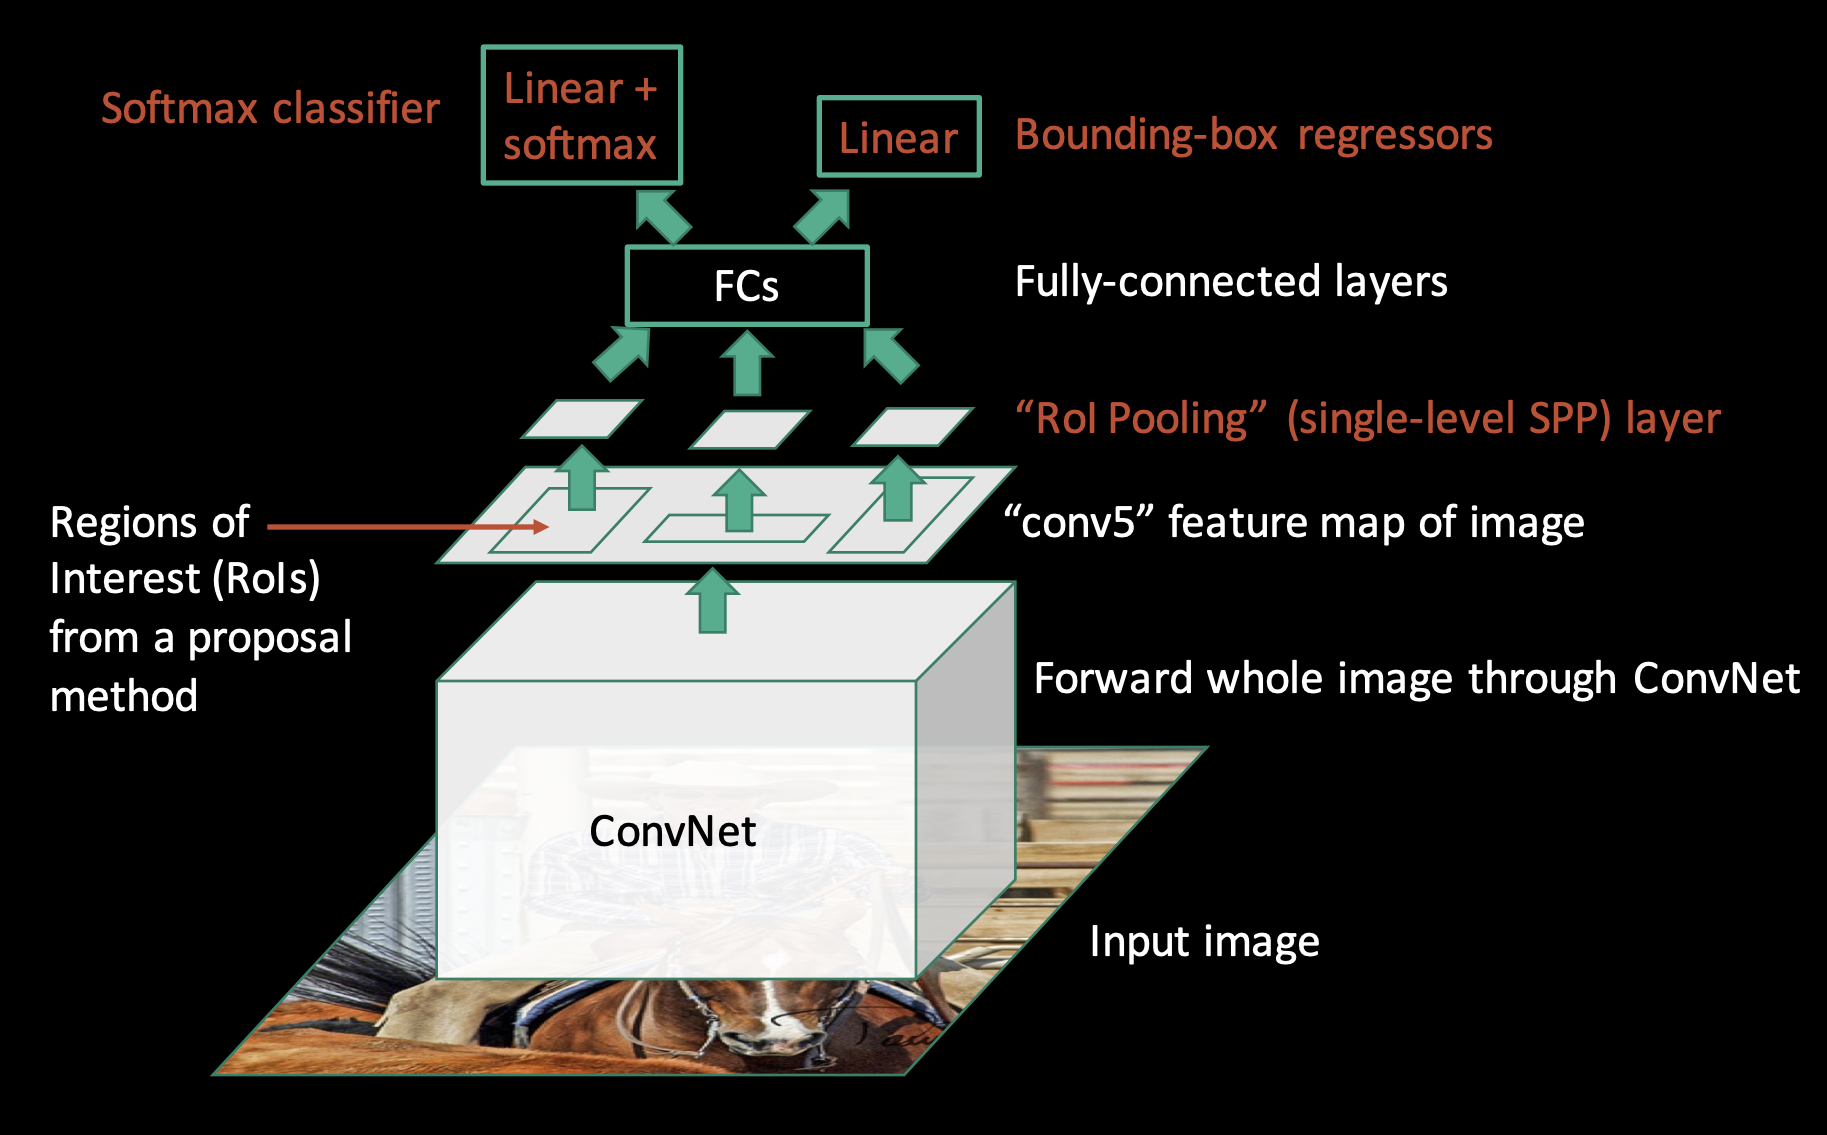 Softmax classifier
Linear +
softmax
Linear
Bounding-box regressors
FCs
Fully-connected layers
“RoI Pooling” (single-level SPP) layer
Regions of
Interest (RoIs)
from a proposal
method
“conv5” feature map of image
Forward whole image through ConvNet
ConvNet
Input image